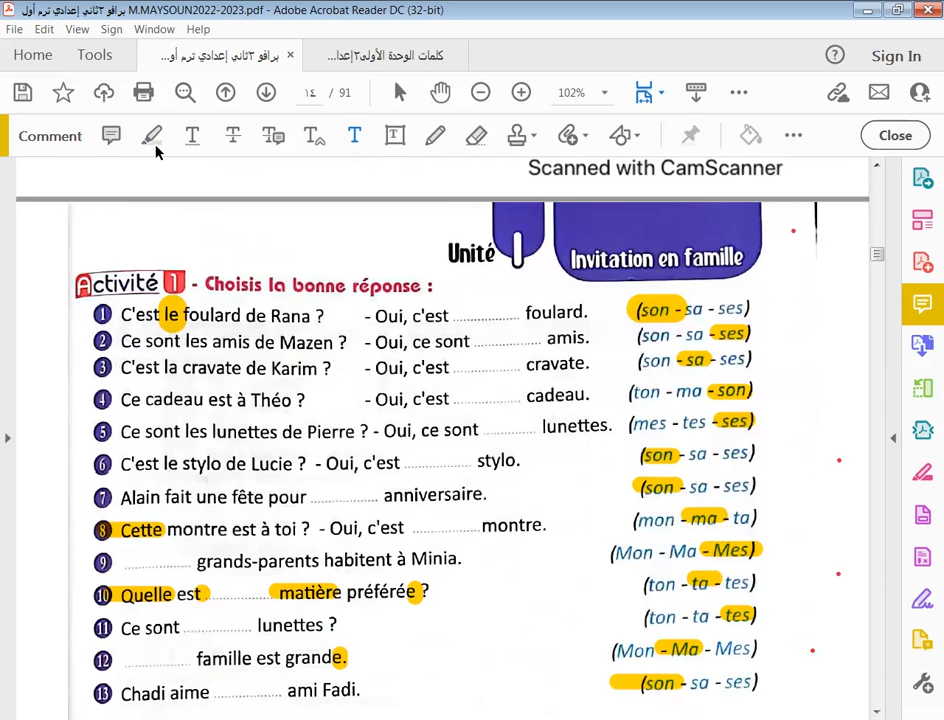 برافو ٢ثاني إعدادي ترم أول M.MAYSOUN2022-2023.pdf - Adobe Acrobat Reader DC (32-bit)
File Edit View Sign Window Help
Home Tools برافو ٢ثاني إعدادي ترم أو... × كلمات الوحدة الأولى٢إعدا... ? Sign In
١٤ / 91 102%
Comment T T T T T T Close
Scanned with CamScanner
Unité 1 Invitation en famille
Activité 1 - Choisis la bonne réponse :
1 C'est le foulard de Rana ? - Oui, c'est ............... foulard. (son - sa - ses)
2 Ce sont les amis de Mazen ? - Oui, ce sont ............... amis. (son - sa - ses)
3 C'est la cravate de Karim ? - Oui, c'est ............... cravate. (son - sa - ses)
4 Ce cadeau est à Théo ? - Oui, c'est ............... cadeau. (ton - ma - son)
5 Ce sont les lunettes de Pierre ? - Oui, ce sont ............ lunettes. (mes - tes - ses)
6 C'est le stylo de Lucie ? - Oui, c'est ............... stylo. (son - sa - ses)
7 Alain fait une fête pour ............... anniversaire. (son - sa - ses)
8 Cette montre est à toi ? - Oui, c'est ............... montre. (mon - ma - ta)
9 ............... grands-parents habitent à Minia. (Mon - Ma - Mes)
10 Quelle est ............... matière préférée ? (ton - ta - tes)
11 Ce sont ............... lunettes ? (ton - ta - tes)
12 ............... famille est grande. (Mon - Ma - Mes)
13 Chadi aime ............... ami Fadi. (son - sa - ses)